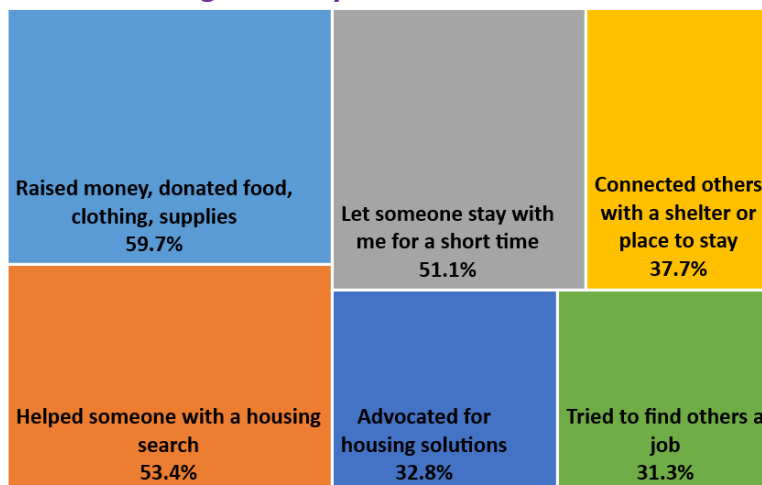 Raised money, donated food,
clothing, supplies
59.7%
Let someone stay with
me for a short time
51.1%
Connected others
with a shelter or
place to stay
37.7%
Helped someone with a housing
search
53.4%
Advocated for
housing solutions
32.8%
Tried to find others a
job
31.3%